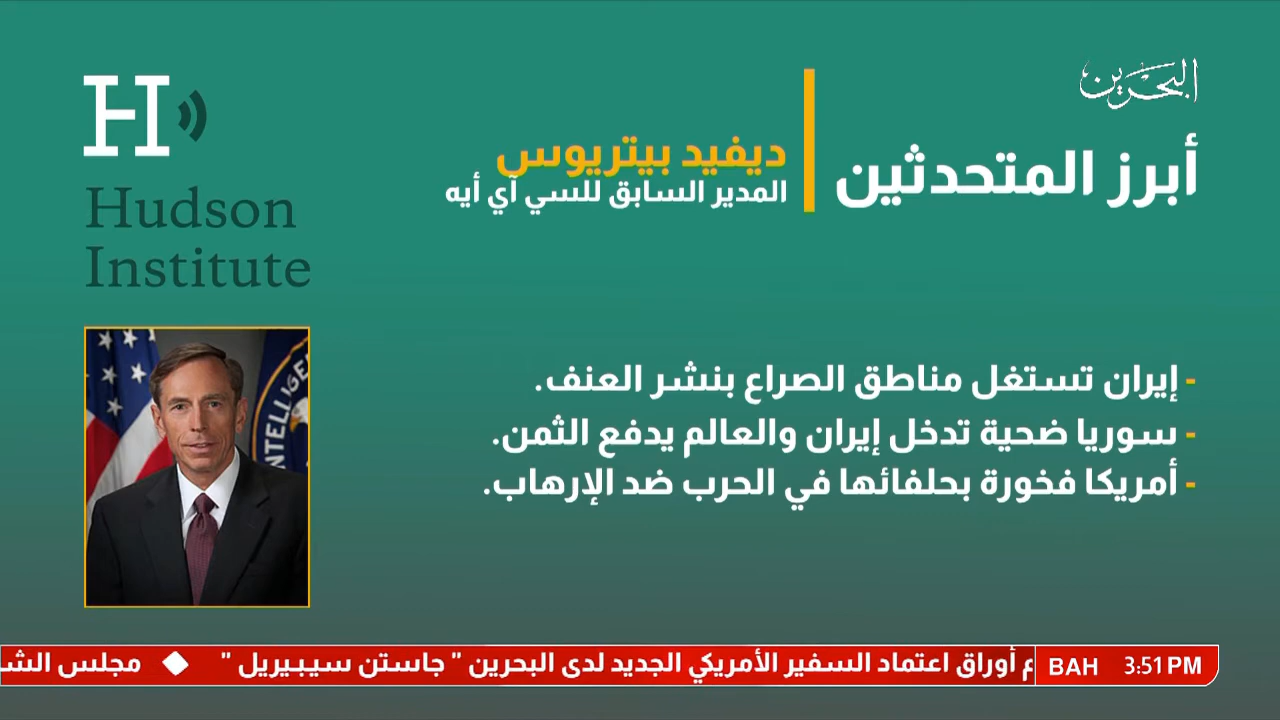 البحرين
أبرز المتحدثين
ديفيد بيتريوس
المدير السابق للسي آي أيه
H
Hudson
Institute
INTELLIGE
- إيران تستغل مناطق الصراع بنشر العنف.
- سوريا ضحية تدخل إيران والعالم يدفع الثمن.
- أمريكا فخورة بحلفائها في الحرب ضد الإرهاب.
م أوراق اعتماد السفير الأمريكي الجديد لدى البحرين " جاستن سيبيريل " ◆ مجلس الشـ
BAH 3:51 PM